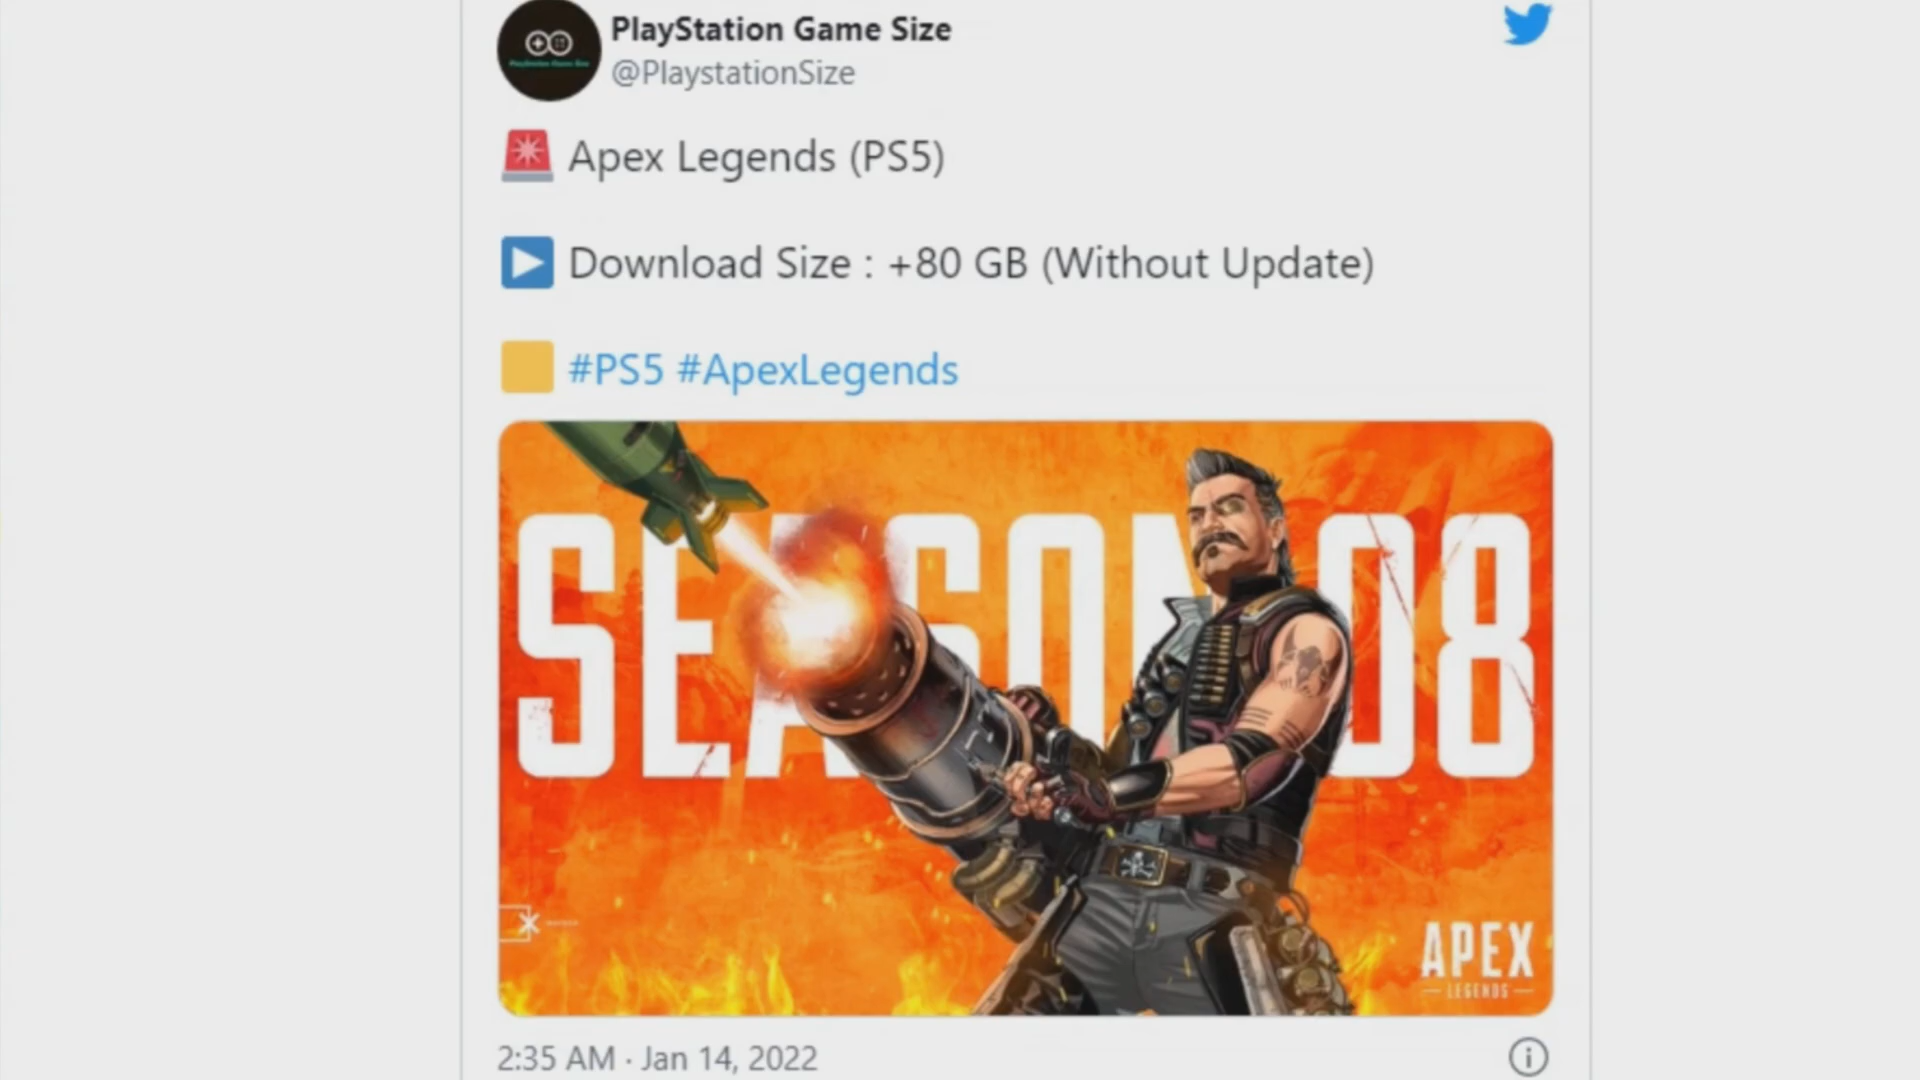 PlayStation Game Size
@PlaystationSize
Apex Legends (PS5)
Download Size : +80 GB (Without Update)
#PS5 #ApexLegends
SEASON 08
APEX
LEGENDS
2:35 AM · Jan 14, 2022